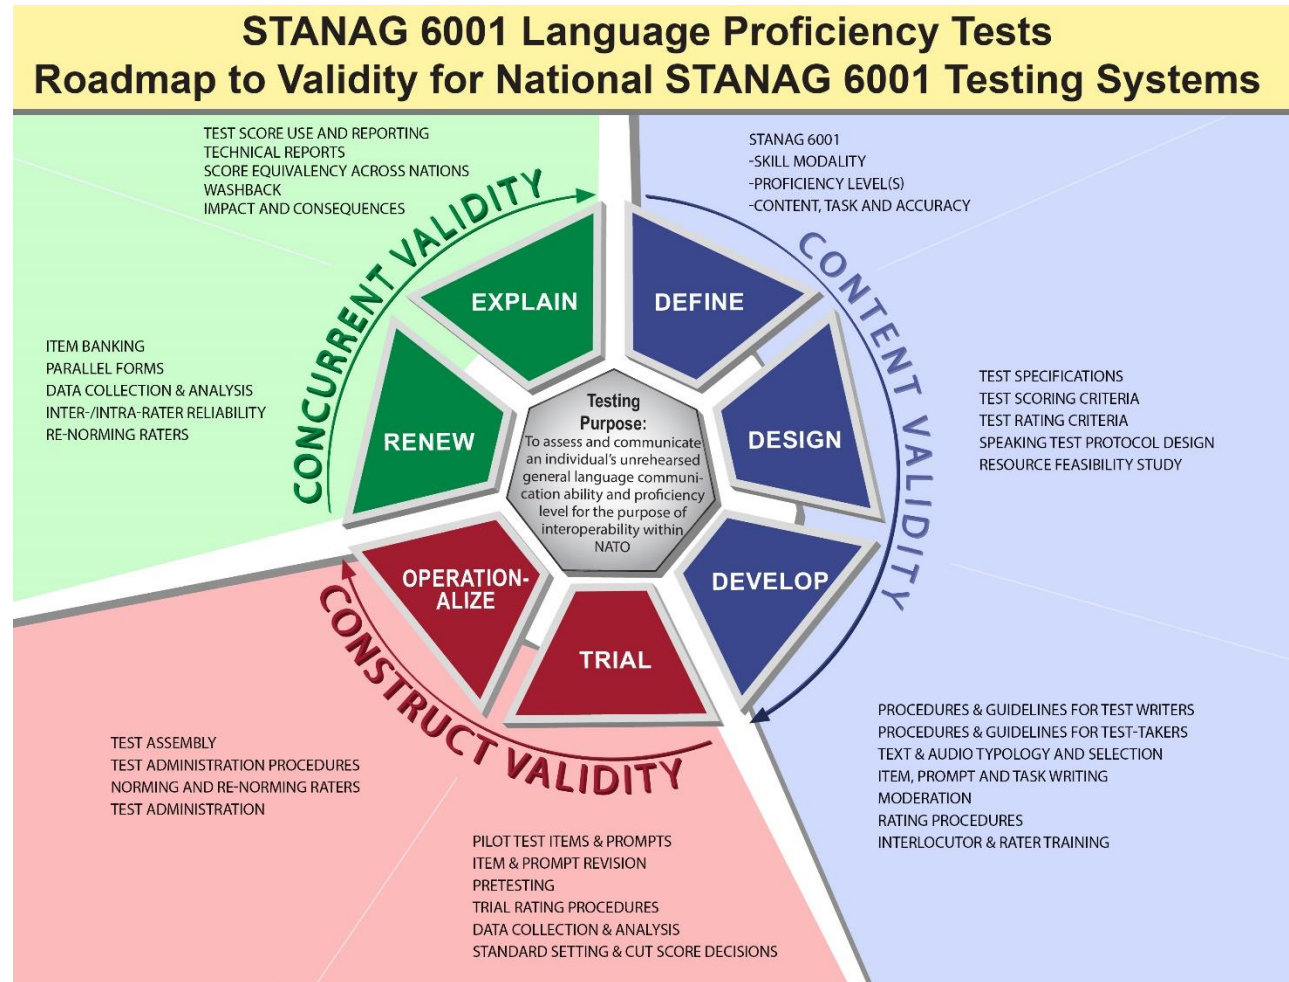 STANAG 6001 Language Proficiency Tests
Roadmap to Validity for National STANAG 6001 Testing Systems
TEST SCORE USE AND REPORTING
TECHNICAL REPORTS
SCORE EQUIVALENCY ACROSS NATIONS
WASHBACK
IMPACT AND CONSEQUENCES
STANAG 6001
-SKILL MODALITY
-PROFICIENCY LEVEL(S)
-CONTENT, TASK AND ACCURACY
CONCURRENT VALIDITY
CONTENT VALIDITY
EXPLAIN
DEFINE
ITEM BANKING
PARALLEL FORMS
DATA COLLECTION & ANALYSIS
INTER-/INTRA-RATER RELIABILITY
RE-NORMING RATERS
RENEW
Testing
Purpose:
To assess and communicate
an individual's unrehearsed
general language communi-
cation ability and proficiency
level for the purpose of
interoperability within
NATO
DESIGN
TEST SPECIFICATIONS
TEST SCORING CRITERIA
TEST RATING CRITERIA
SPEAKING TEST PROTOCOL DESIGN
RESOURCE FEASIBILITY STUDY
OPERATION-
ALIZE
TRIAL
DEVELOP
CONSTRUCT VALIDITY
PROCEDURES & GUIDELINES FOR TEST WRITERS
PROCEDURES & GUIDELINES FOR TEST-TAKERS
TEXT & AUDIO TYPOLOGY AND SELECTION
ITEM, PROMPT AND TASK WRITING
MODERATION
RATING PROCEDURES
INTERLOCUTOR & RATER TRAINING
TEST ASSEMBLY
TEST ADMINISTRATION PROCEDURES
NORMING AND RE-NORMING RATERS
TEST ADMINISTRATION
PILOT TEST ITEMS & PROMPTS
ITEM & PROMPT REVISION
PRETESTING
TRIAL RATING PROCEDURES
DATA COLLECTION & ANALYSIS
STANDARD SETTING & CUT SCORE DECISIONS